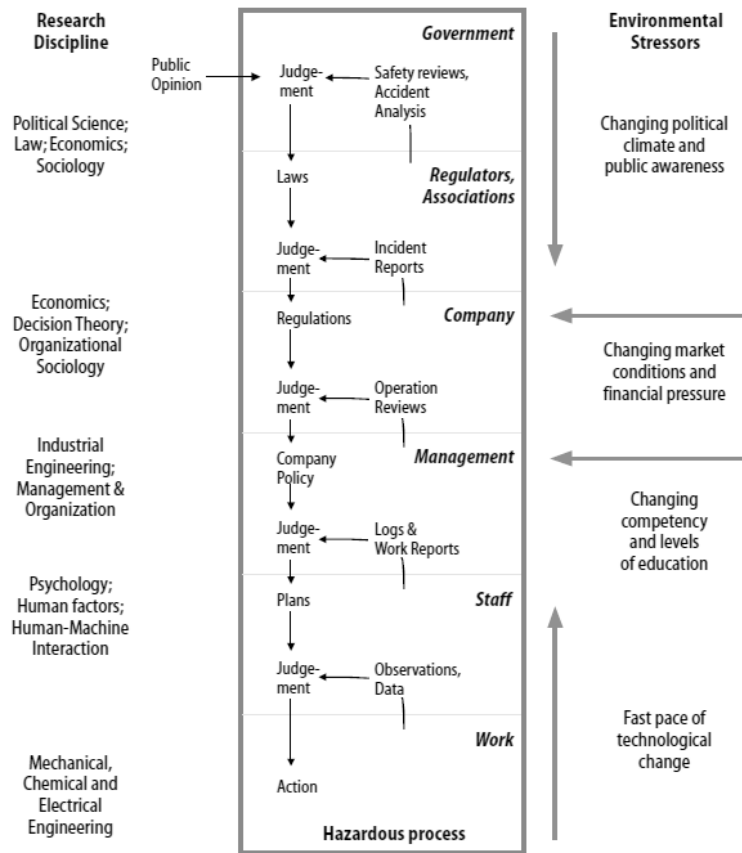 Research
Discipline
Political Science;
Law; Economics;
Sociology
Economics;
Decision Theory;
Organizational
Sociology
Industrial
Engineering;
Management &
Organization
Psychology;
Human factors;
Human-Machine
Interaction
Mechanical,
Chemical and
Electrical
Engineering
Public
Opinion
Government
Judge-
ment
Safety reviews,
Accident
Analysis
Laws
Regulators,
Associations
Judge-
ment
Incident
Reports
Regulations
Company
Judge-
ment
Operation
Reviews
Company
Policy
Management
Judge-
ment
Logs &
Work Reports
Plans
Staff
Judge-
ment
Observations,
Data
Work
Action
Hazardous process
Environmental
Stressors
Changing political
climate and
public awareness
Changing market
conditions and
financial pressure
Changing
competency
and levels
of education
Fast pace of
technological
change